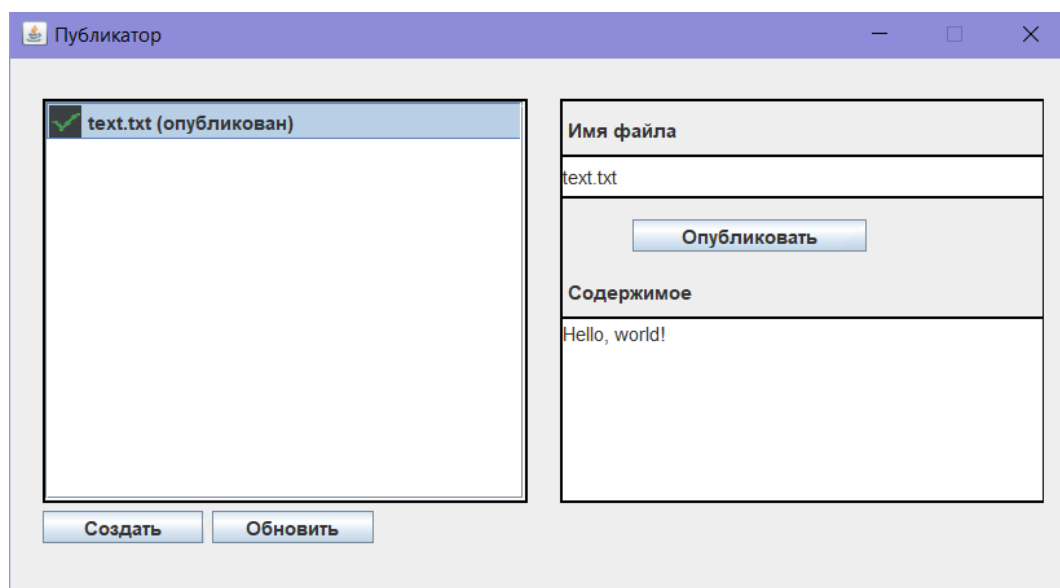 Публикатор
text.txt (опубликован)
Создать
Обновить
Имя файла
text.txt
Опубликовать
Содержимое
Hello, world!